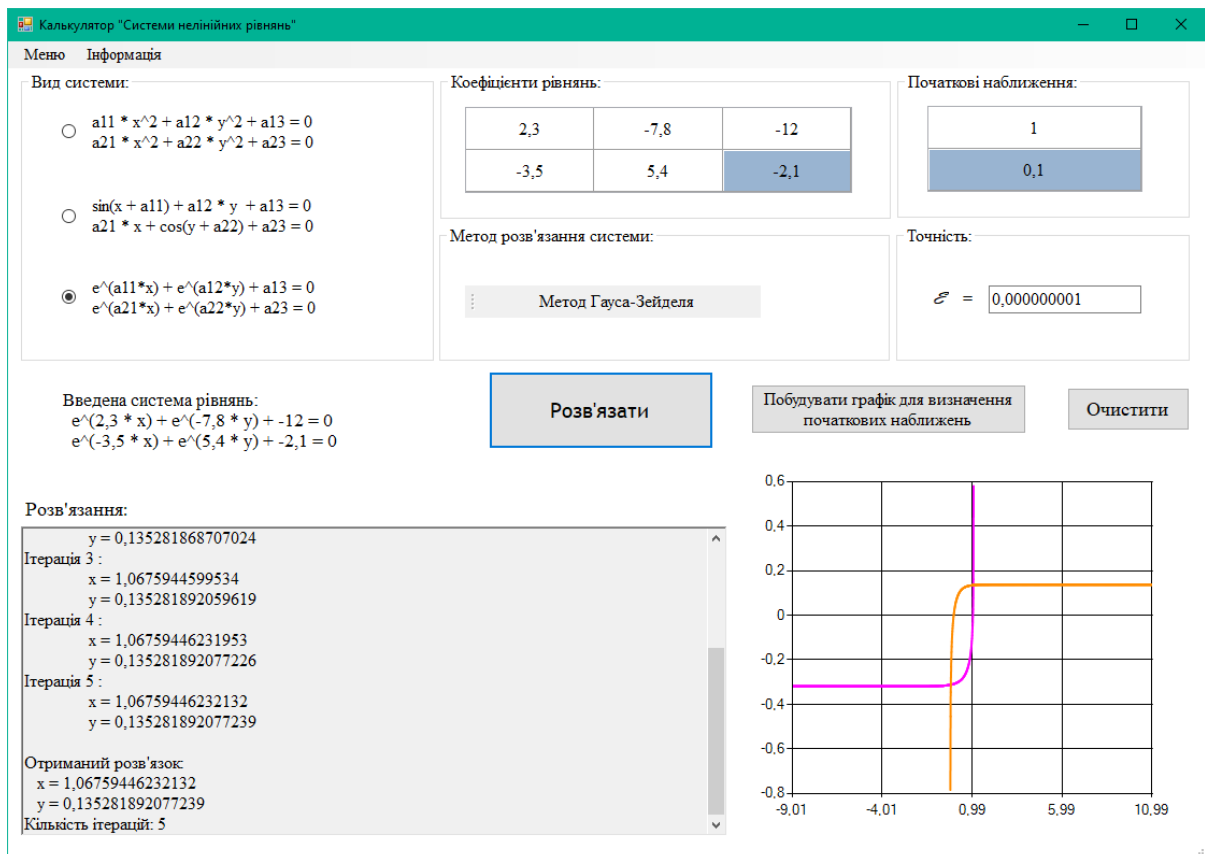 Калькулятор "Системи нелінійних рівнянь"
Меню Інформація
Вид системи:
a11 * x^2 + a12 * y^2 + a13 = 0
a21 * x^2 + a22 * y^2 + a23 = 0
sin(x + a11) + a12 * y + a13 = 0
a21 * x + cos(y + a22) + a23 = 0
e^(a11*x) + e^(a12*y) + a13 = 0
e^(a21*x) + e^(a22*y) + a23 = 0
Коефіцієнти рівнянь:
2,3 -7,8 -12
-3,5 5,4 -2,1
Початкові наближення:
1
0,1
Метод розв'язання системи:
Метод Гауса-Зейделя
Точність:
ℰ = 0,000000001
Введена система рівнянь:
e^(2,3 * x) + e^(-7,8 * y) + -12 = 0
e^(-3,5 * x) + e^(5,4 * y) + -2,1 = 0
Розв'язати
Побудувати графік для визначення
початкових наближень
Очистити
Розв'язання:
y = 0,135281868707024
Ітерація 3 :
x = 1,0675944599534
y = 0,135281892059619
Ітерація 4 :
x = 1,06759446231953
y = 0,135281892077226
Ітерація 5 :
x = 1,06759446232132
y = 0,135281892077239
Отриманий розв'язок:
x = 1,06759446232132
y = 0,135281892077239
Кількість ітерацій: 5
0,6
0,4
0,2
0
-0,2
-0,4
-0,6
-0,8
-9,01 -4,01 0,99 5,99 10,99